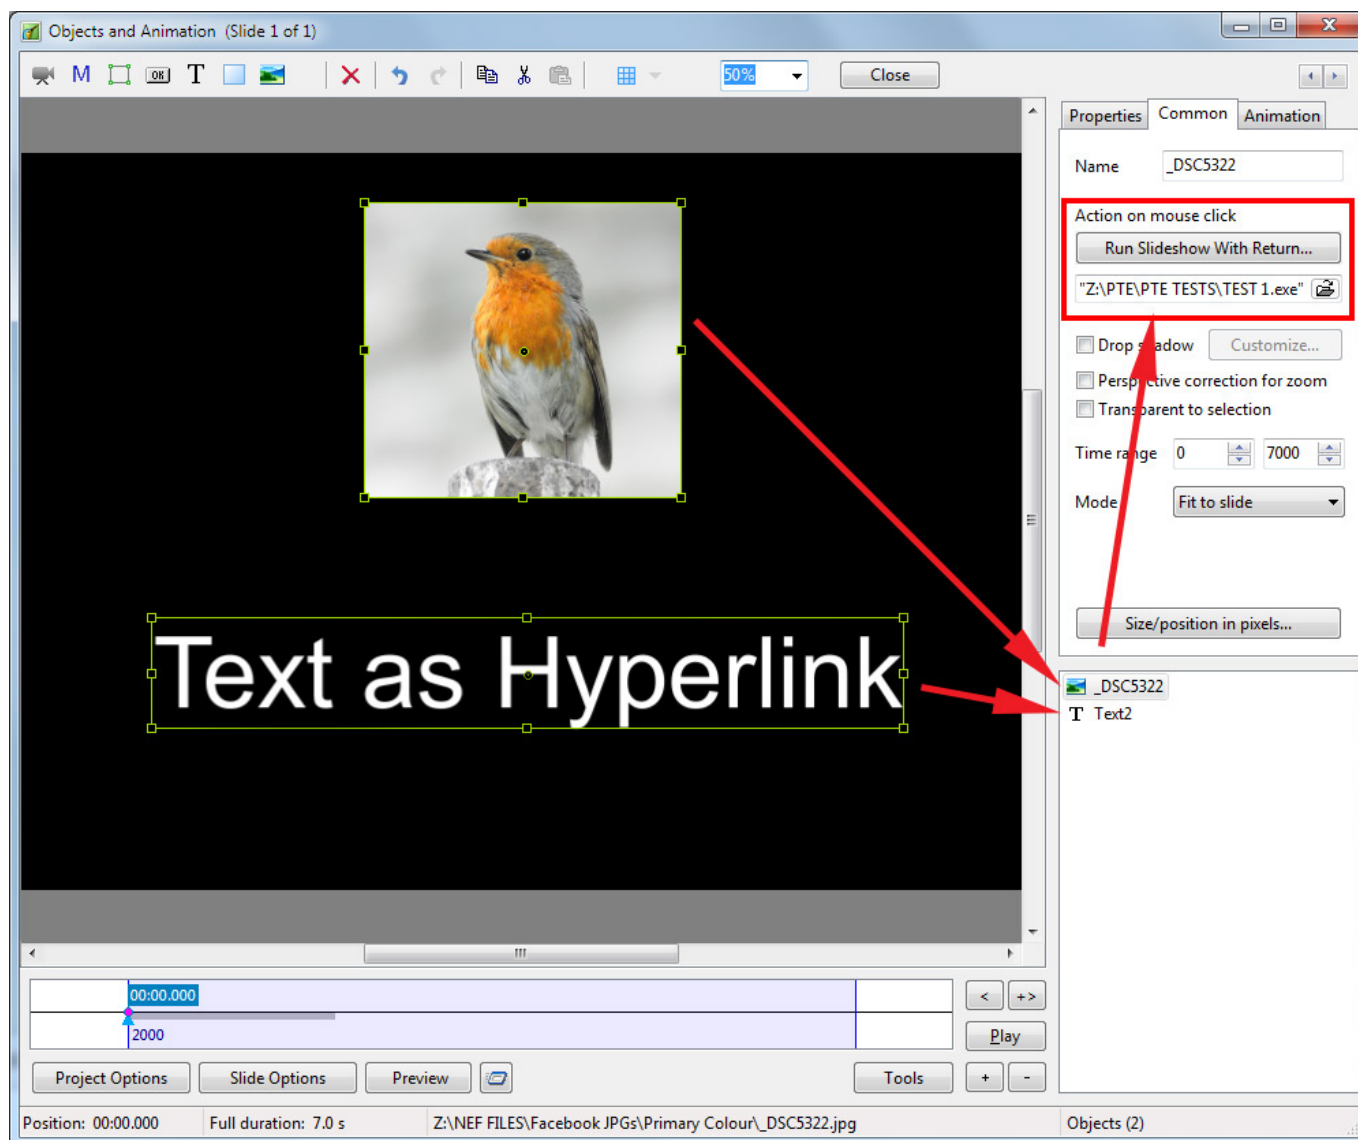 Objects and Animation (Slide 1 of 1)
M OK T 50% Close
Properties Common Animation
Name _DSC5322
Action on mouse click
Run Slideshow With Return...
"Z:\PTE\PTE TESTS\TEST 1.exe"
Drop shadow Customize...
Perspective correction for zoom
Transparent to selection
Time range 0 7000
Mode Fit to slide
Size/position in pixels...
Text as Hyperlink
_DSC5322
T Text2
00:00.000
2000
< +>
Play
Project Options Slide Options Preview Tools + -
Position: 00:00.000 Full duration: 7.0 s Z:\NEF FILES\Facebook JPGs\Primary Colour\_DSC5322.jpg Objects (2)